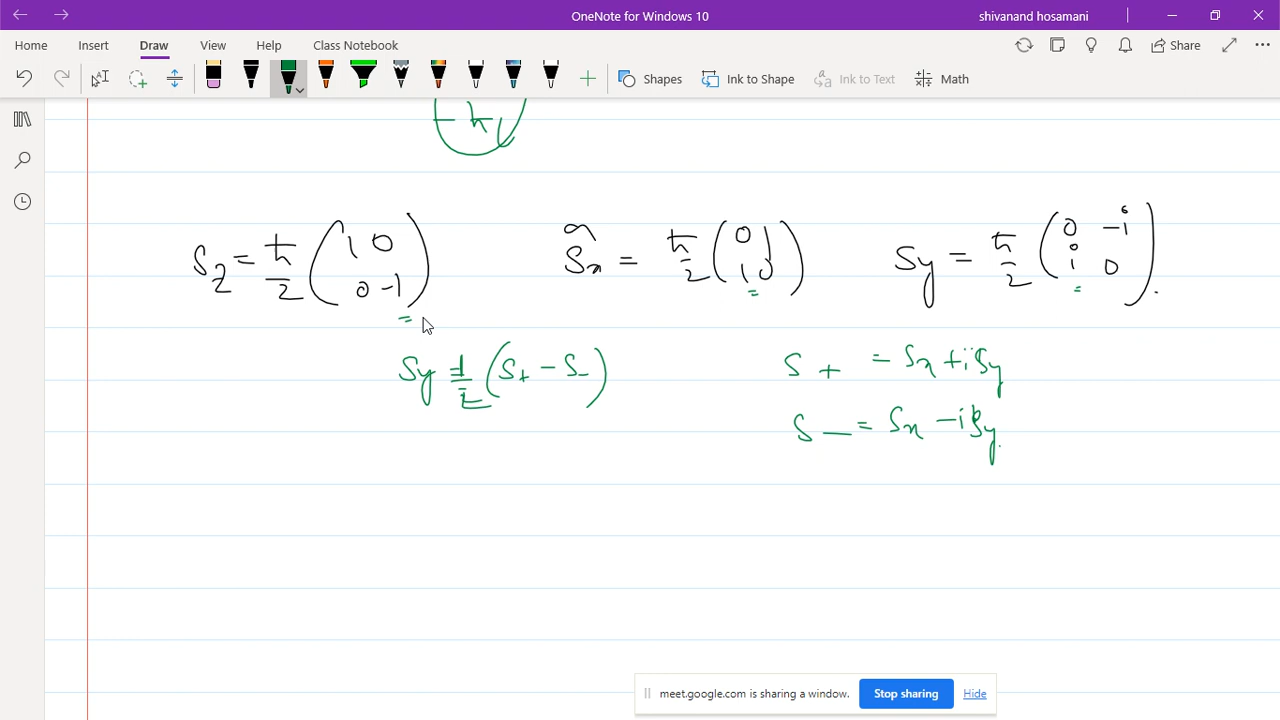 OneNote for Windows 10
shivanand hosamani
Home Insert Draw View Help Class Notebook
Share
Shapes Ink to Shape Ink to Text Math
ħ
Sz = ħ/2 (1 0
0 -1)
Sx = ħ/2 (0 1
1 0)
Sy = ħ/2 (0 -i
i 0).
Sy = 1/2 (S+ - S-)
S+ = Sx + iSy
S- = Sx - iSy.
meet.google.com is sharing a window. Stop sharing Hide